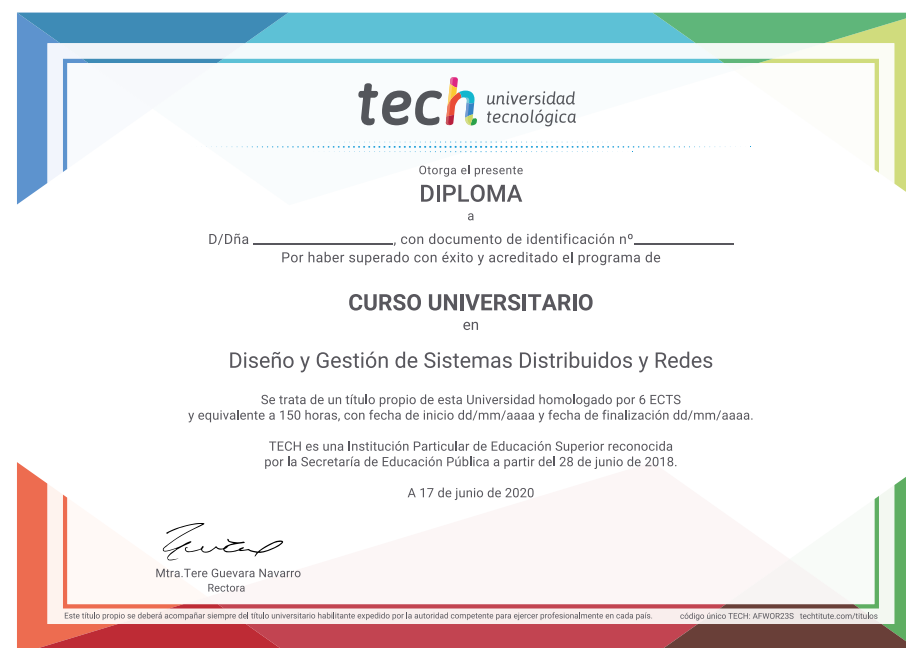 tech universidad
tecnológica
Otorga el presente
DIPLOMA
a
D/Dña ____________________, con documento de identificación nº______________
Por haber superado con éxito y acreditado el programa de
CURSO UNIVERSITARIO
en
Diseño y Gestión de Sistemas Distribuidos y Redes
Se trata de un título propio de esta Universidad homologado por 6 ECTS
y equivalente a 150 horas, con fecha de inicio dd/mm/aaaa y fecha de finalización dd/mm/aaaa.
TECH es una Institución Particular de Educación Superior reconocida
por la Secretaría de Educación Pública a partir del 28 de junio de 2018.
A 17 de junio de 2020
Mtra.Tere Guevara Navarro
Rectora
Este título propio se deberá acompañar siempre del título universitario habilitante expedido por la autoridad competente para ejercer profesionalmente en cada país. código único TECH: AFWOR23S techtitute.com/titulos